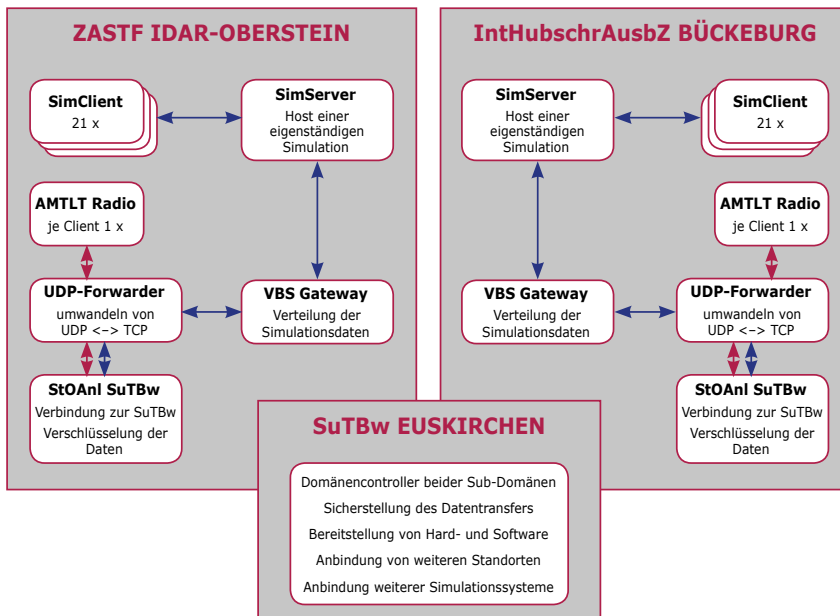 ZASTF IDAR-OBERSTEIN
SimClient
21 x
SimServer
Host einer
eigenständigen
Simulation
AMTLT Radio
je Client 1 x
UDP-Forwarder
umwandeln von
UDP <-> TCP
VBS Gateway
Verteilung der
Simulationsdaten
StOAnl SuTBw
Verbindung zur SuTBw
Verschlüsselung der
Daten
IntHubschrAusbZ BÜCKEBURG
SimServer
Host einer
eigenständigen
Simulation
SimClient
21 x
AMTLT Radio
je Client 1 x
VBS Gateway
Verteilung der
Simulationsdaten
UDP-Forwarder
umwandeln von
UDP <-> TCP
StOAnl SuTBw
Verbindung zur SuTBw
Verschlüsselung der
Daten
SuTBw EUSKIRCHEN
Domänencontroller beider Sub-Domänen
Sicherstellung des Datentransfers
Bereitstellung von Hard- und Software
Anbindung von weiteren Standorten
Anbindung weiterer Simulationssysteme